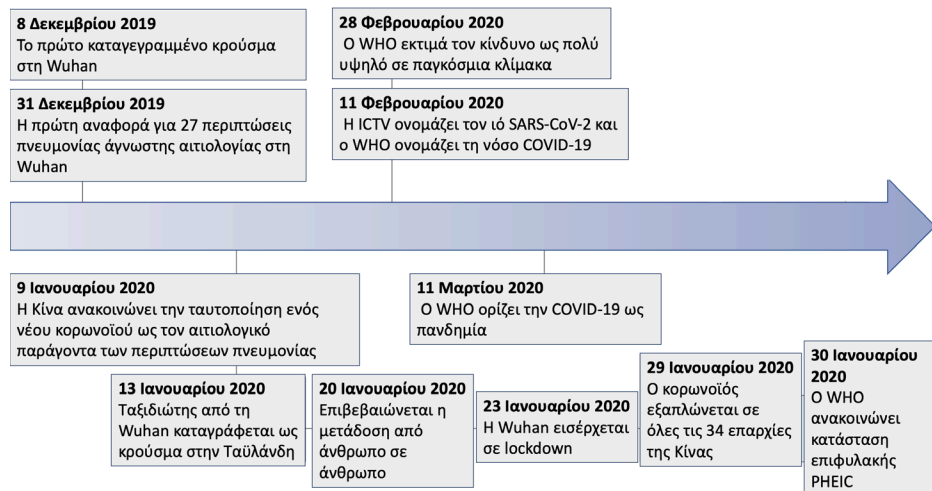 8 Δεκεμβρίου 2019
Το πρώτο καταγεγραμμένο κρούσμα
στη Wuhan
31 Δεκεμβρίου 2019
Η πρώτη αναφορά για 27 περιπτώσεις
πνευμονίας άγνωστης αιτιολογίας στη
Wuhan
28 Φεβρουαρίου 2020
Ο WHO εκτιμά τον κίνδυνο ως πολύ
υψηλό σε παγκόσμια κλίμακα
11 Φεβρουαρίου 2020
Η ICTV ονομάζει τον ιό SARS-CoV-2 και
ο WHO ονομάζει τη νόσο COVID-19
9 Ιανουαρίου 2020
Η Κίνα ανακοινώνει την ταυτοποίηση ενός
νέου κορωνοϊού ως τον αιτιολογικό
παράγοντα των περιπτώσεων πνευμονίας
11 Μαρτίου 2020
Ο WHO ορίζει την COVID-19 ως
πανδημία
13 Ιανουαρίου 2020
Ταξιδιώτης από τη
Wuhan καταγράφεται ως
κρούσμα στην Ταϋλάνδη
20 Ιανουαρίου 2020
Επιβεβαιώνεται η
μετάδοση από
άνθρωπο σε
άνθρωπο
23 Ιανουαρίου 2020
Η Wuhan εισέρχεται
σε lockdown
29 Ιανουαρίου 2020
Ο κορωνοϊός
εξαπλώνεται σε
όλες τις 34 επαρχίες
της Κίνας
30 Ιανουαρίου
2020
Ο WHO
ανακοινώνει
κατάσταση
επιφυλακής
PHEIC